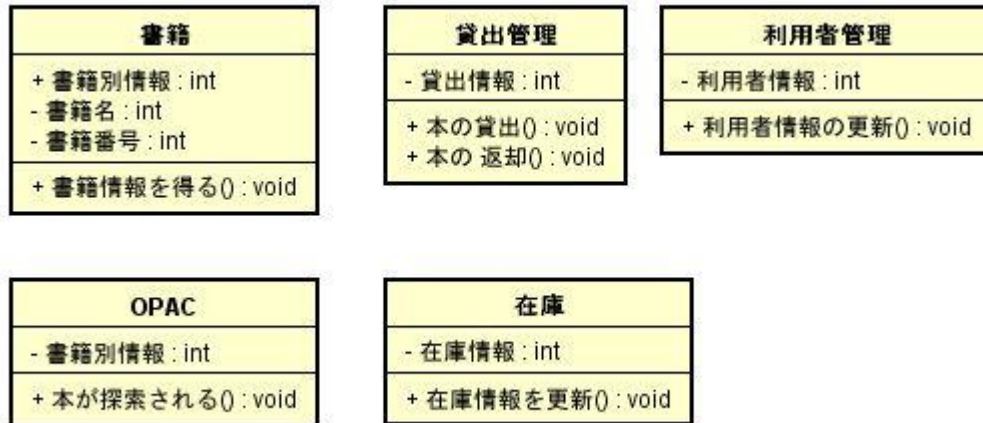 書籍
+ 書籍別情報 : int
- 書籍名 : int
- 書籍番号 : int
+ 書籍情報を得る() : void
貸出管理
- 貸出情報 : int
+ 本の貸出() : void
+ 本の 返却() : void
利用者管理
- 利用者情報 : int
+ 利用者情報の更新() : void
OPAC
- 書籍別情報 : int
+ 本が探索される() : void
在庫
- 在庫情報 : int
+ 在庫情報を更新() : void